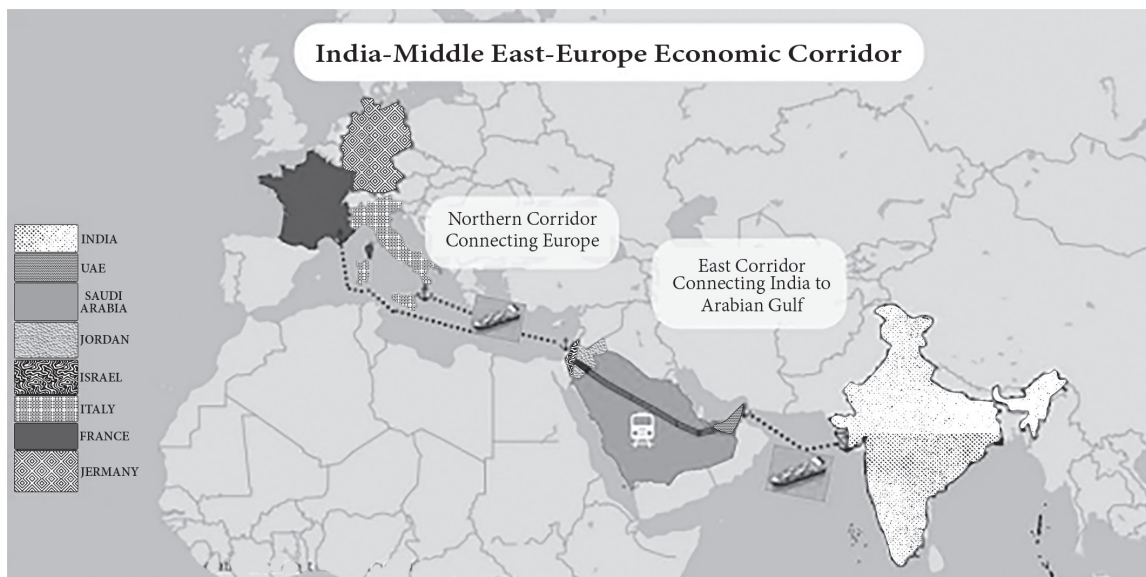 India-Middle East-Europe Economic Corridor
Northern Corridor
Connecting Europe
East Corridor
Connecting India to
Arabian Gulf
INDIA
UAE
SAUDI
ARABIA
JORDAN
ISRAEL
ITALY
FRANCE
JERMANY